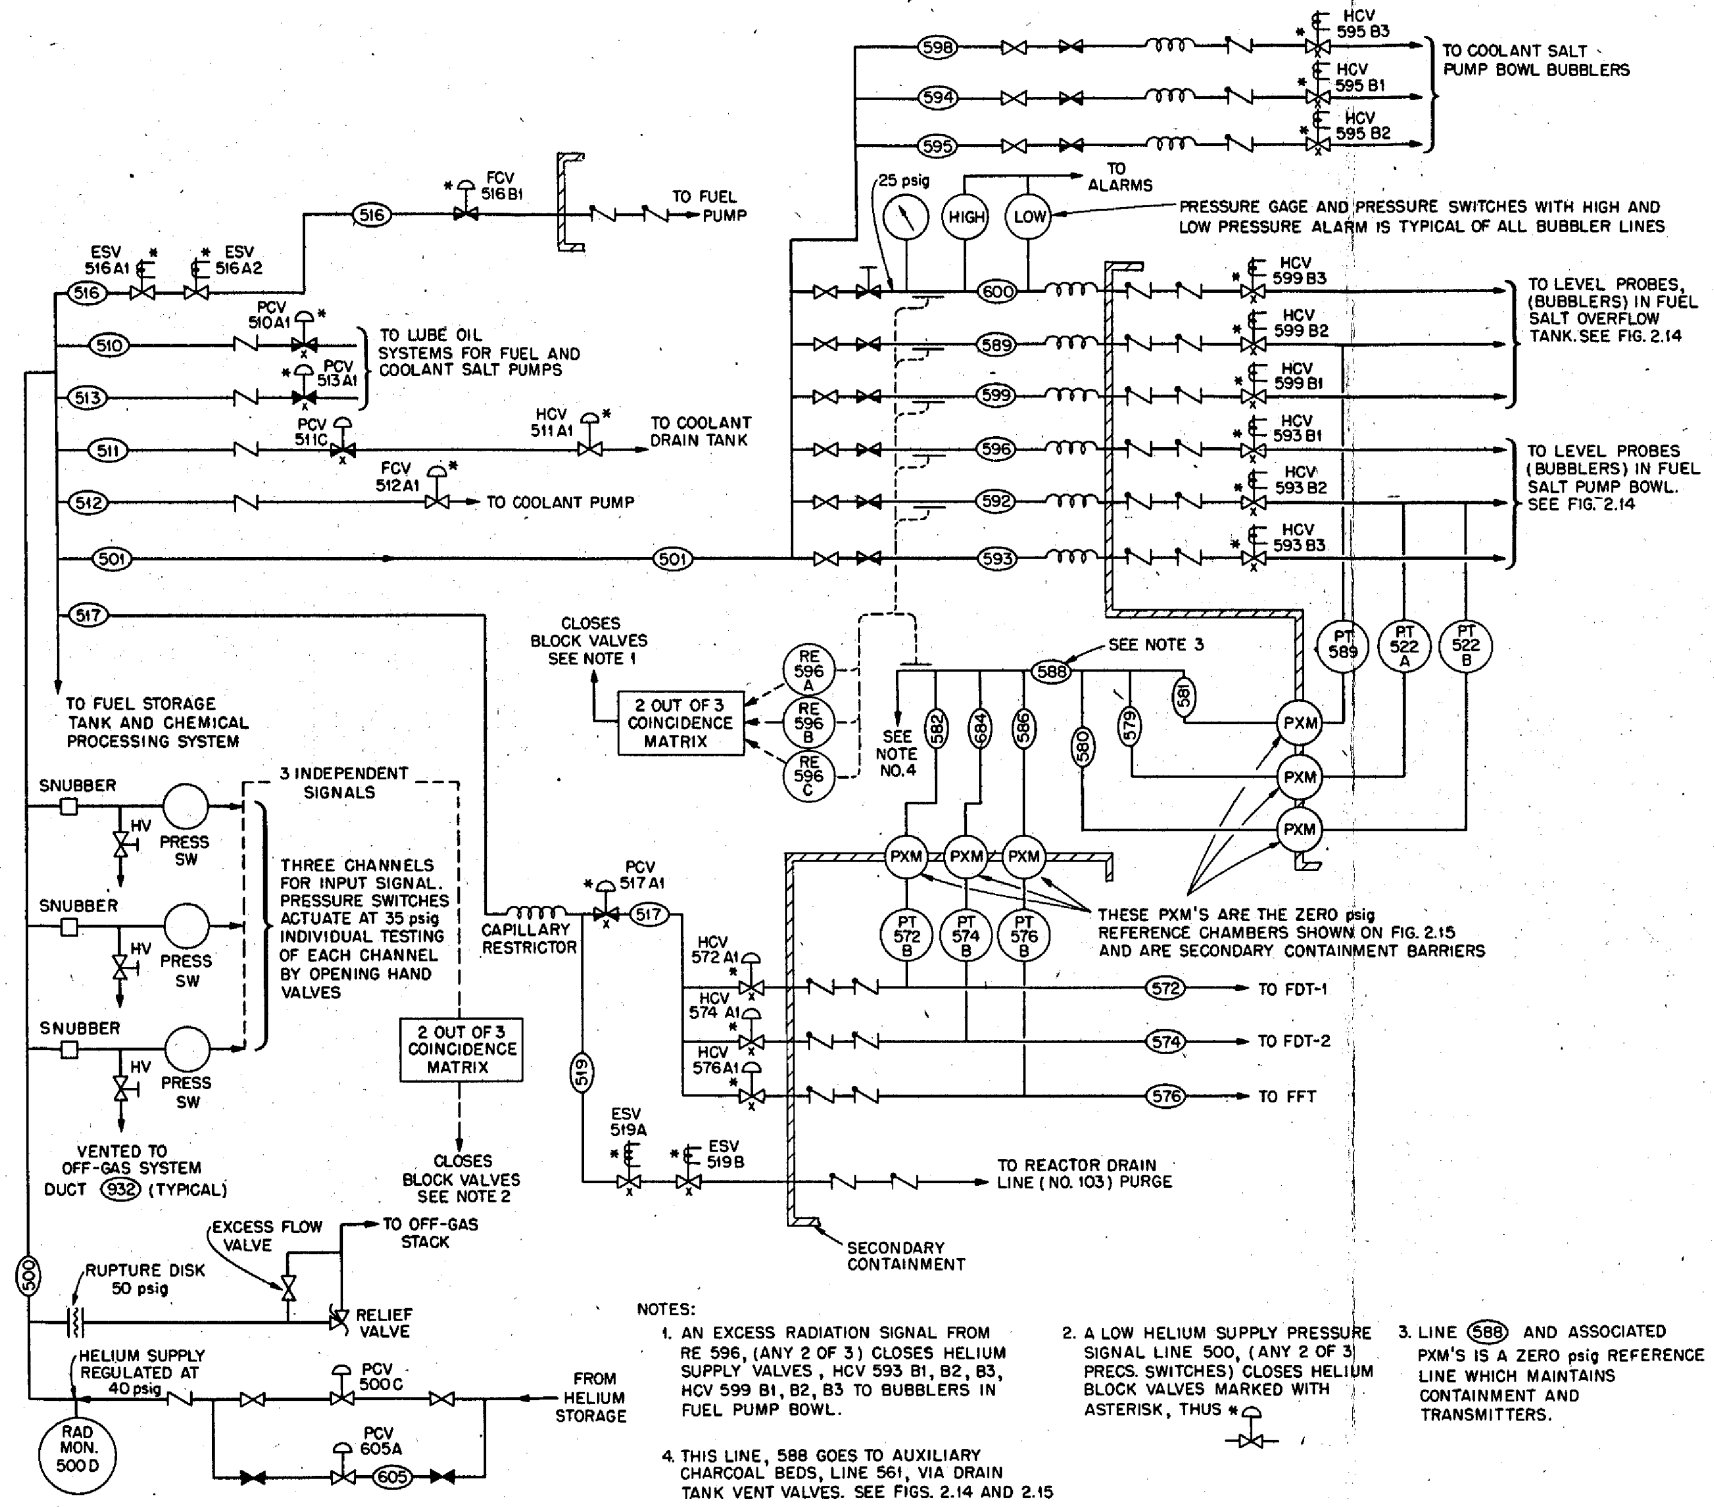 HCV
595 B3
*
598
TO COOLANT SALT
PUMP BOWL BUBBLERS
HCV
595 B1
*
594
HCV
595 B2
*
595
TO
ALARMS
25 psig
HIGH
LOW
PRESSURE GAGE AND PRESSURE SWITCHES WITH HIGH AND
LOW PRESSURE ALARM IS TYPICAL OF ALL BUBBLER LINES
FCV
516 B1
*
516
TO FUEL
PUMP
ESV
516 A1
*
ESV
516 A2
*
516
PCV
510 A1
*
510
TO LUBE OIL
SYSTEMS FOR FUEL AND
COOLANT SALT PUMPS
PCV
513 A1
*
513
PCV
511C
511
HCV
511 A1
*
TO COOLANT
DRAIN TANK
FCV
512 A1
*
512
TO COOLANT PUMP
501
501
517
TO FUEL STORAGE
TANK AND CHEMICAL
PROCESSING SYSTEM
600
HCV
599 B3
*
TO LEVEL PROBES,
(BUBBLERS) IN FUEL
SALT OVERFLOW
TANK. SEE FIG. 2.14
589
HCV
599 B2
*
599
HCV
599 B1
*
596
HCV
593 B1
*
TO LEVEL PROBES
(BUBBLERS) IN FUEL
SALT PUMP BOWL.
SEE FIG. 2.14
592
HCV
593 B2
*
593
HCV
593 B3
*
PT
589
PT
522
A
PT
522
B
CLOSES
BLOCK VALVES
SEE NOTE 1
2 OUT OF 3
COINCIDENCE
MATRIX
RE
596
A
RE
596
B
RE
596
C
SEE
NOTE
NO. 4
588
SEE NOTE 3
582
684
586
580
579
581
PXM
PXM
PXM
PXM
PXM
PXM
THESE PXM'S ARE THE ZERO psig
REFERENCE CHAMBERS SHOWN ON FIG. 2.15
AND ARE SECONDARY CONTAINMENT BARRIERS
PT
572
B
PT
574
B
PT
576
B
SNUBBER
HV
PRESS
SW
SNUBBER
HV
PRESS
SW
SNUBBER
HV
PRESS
SW
3 INDEPENDENT
SIGNALS
THREE CHANNELS
FOR INPUT SIGNAL.
PRESSURE SWITCHES
ACTUATE AT 35 psig
INDIVIDUAL TESTING
OF EACH CHANNEL
BY OPENING HAND
VALVES
2 OUT OF 3
COINCIDENCE
MATRIX
CLOSES
BLOCK VALVES
SEE NOTE 2
VENTED TO
OFF-GAS SYSTEM
DUCT 932 (TYPICAL)
CAPILLARY
RESTRICTOR
PCV
517 A1
*
517
HCV
572 A1
*
572
TO FDT-1
HCV
574 A1
*
574
TO FDT-2
HCV
576 A1
*
576
TO FFT
519
ESV
519A
*
ESV
519B
*
TO REACTOR DRAIN
LINE (NO. 103) PURGE
SECONDARY
CONTAINMENT
EXCESS FLOW
VALVE
TO OFF-GAS
STACK
500
RUPTURE DISK
50 psig
RELIEF
VALVE
HELIUM SUPPLY
REGULATED AT
40 psig
PCV
500 C
FROM
HELIUM
STORAGE
RAD
MON.
500 D
PCV
605A
605
NOTES:
1. AN EXCESS RADIATION SIGNAL FROM
RE 596, (ANY 2 OF 3) CLOSES HELIUM
SUPPLY VALVES, HCV 593 B1, B2, B3,
HCV 599 B1, B2, B3 TO BUBBLERS IN
FUEL PUMP BOWL.
2. A LOW HELIUM SUPPLY PRESSURE
SIGNAL LINE 500, (ANY 2 OF 3
PRECS. SWITCHES) CLOSES HELIUM
BLOCK VALVES MARKED WITH
ASTERISK, THUS *
3. LINE 588 AND ASSOCIATED
PXM'S IS A ZERO psig REFERENCE
LINE WHICH MAINTAINS
CONTAINMENT AND
TRANSMITTERS.
4. THIS LINE, 588 GOES TO AUXILIARY
CHARCOAL BEDS, LINE 561, VIA DRAIN
TANK VENT VALVES. SEE FIGS. 2.14 AND 2.15